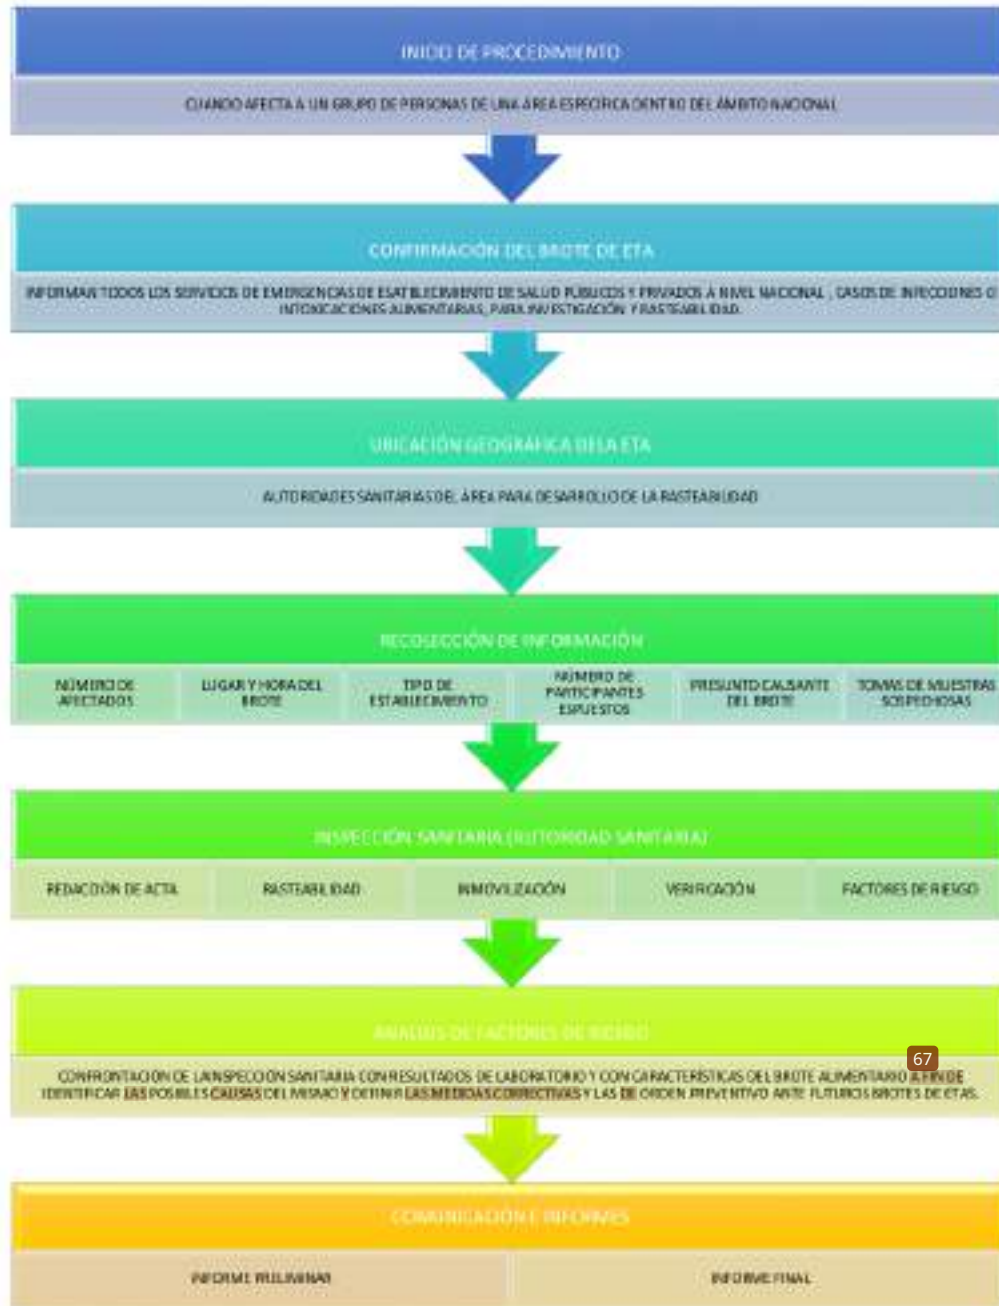 INICIO DE PROCEDIMIENTO
CUANDO AFECTA A UN GRUPO DE PERSONAS DE UNA ÁREA ESPECÍFICA DENTRO DEL ÁMBITO NACIONAL
CONFIRMACIÓN DEL BROTE DE ETA
INFORMAN TODOS LOS SERVICIOS DE EMERGENCIAS DE ESATBLECIMIENTO DE SALUD PÚBLICOS Y PRIVADOS A NIVEL NACIONAL , CASOS DE INFECCIONES O
INTOXICACIONES ALIMENTARIAS, PARA INVESTIGACIÓN Y RASTEABILIDAD.
UBICACIÓN GEOGRÁFICA DELA ETA
AUTORIDADES SANITARIAS DEL ÁREA PARA DESARROLLO DE LA RASTEABILIDAD
RECOLECCIÓN DE INFORMACIÓN
NÚMERO DE
AFECTADOS
LUGAR Y HORA DEL
BROTE
TIPO DE
ESTABLECIMIENTO
NÚMERO DE
PARTICIPANTES
ESPUESTOS
PRESUNTO CAUSANTE
DEL BROTE
TOMAS DE MUESTRAS
SOSPECHOSAS
INSPECCIÓN SANITARIA (AUTORIDAD SANITARIA)
REDACCIÓN DE ACTA
RASTEABILIDAD
INMOVILIZACIÓN
VERIFICACIÓN
FACTORES DE RIESGO
ANALISIS DE FACTORES DE RIESGO
67
CONFRONTACIÓN DE LA INSPECCIÓN SANITARIA CON RESULTADOS DE LABORATORIO Y CON CARACTERÍSTICAS DEL BROTE ALIMENTARIO A FIN DE
IDENTIFICAR LAS POSIBLES CAUSAS DEL MISMO Y DEFINIR LAS MEDIDAS CORRECTIVAS Y LAS DE ORDEN PREVENTIVO ANTE FUTUROS BROTES DE ETAS.
COMUNICACIÓN E INFORMES
INFORME PRILIMINAR
INFORME FINAL